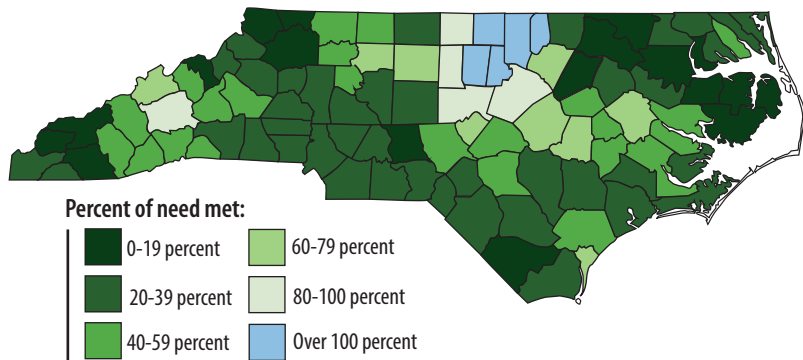 Percent of need met:
0-19 percent
20-39 percent
40-59 percent
60-79 percent
80-100 percent
Over 100 percent